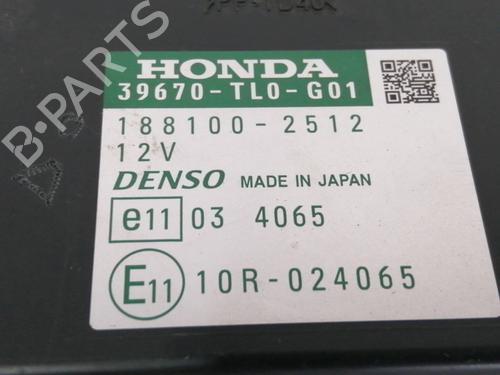 HONDA
39670-TL0-G01
188100-2512
12V
DENSO MADE IN JAPAN
e11 03 4065
E11 10R-024065
B-PARTS